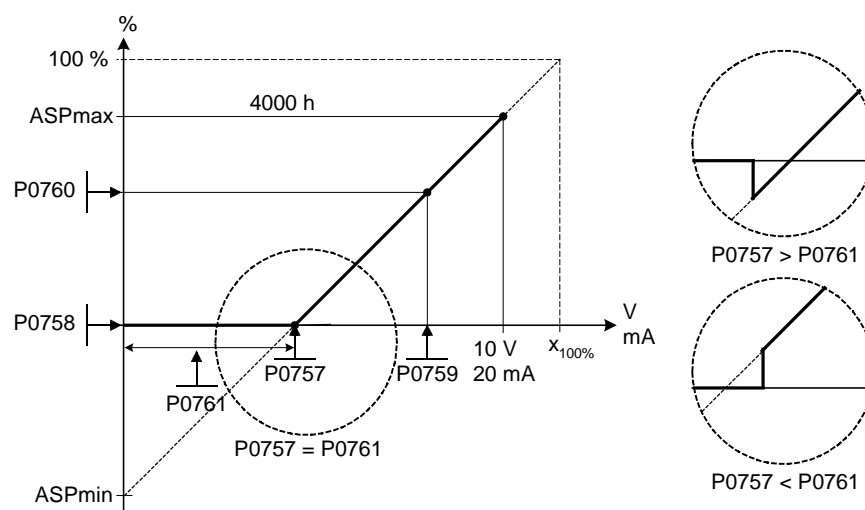 %
100 %
4000 h
ASPmax
P0760
P0757 > P0761
P0758
V
mA
10 V
20 mA
x100%
P0757
P0759
P0761
P0757 = P0761
P0757 < P0761
ASPmin